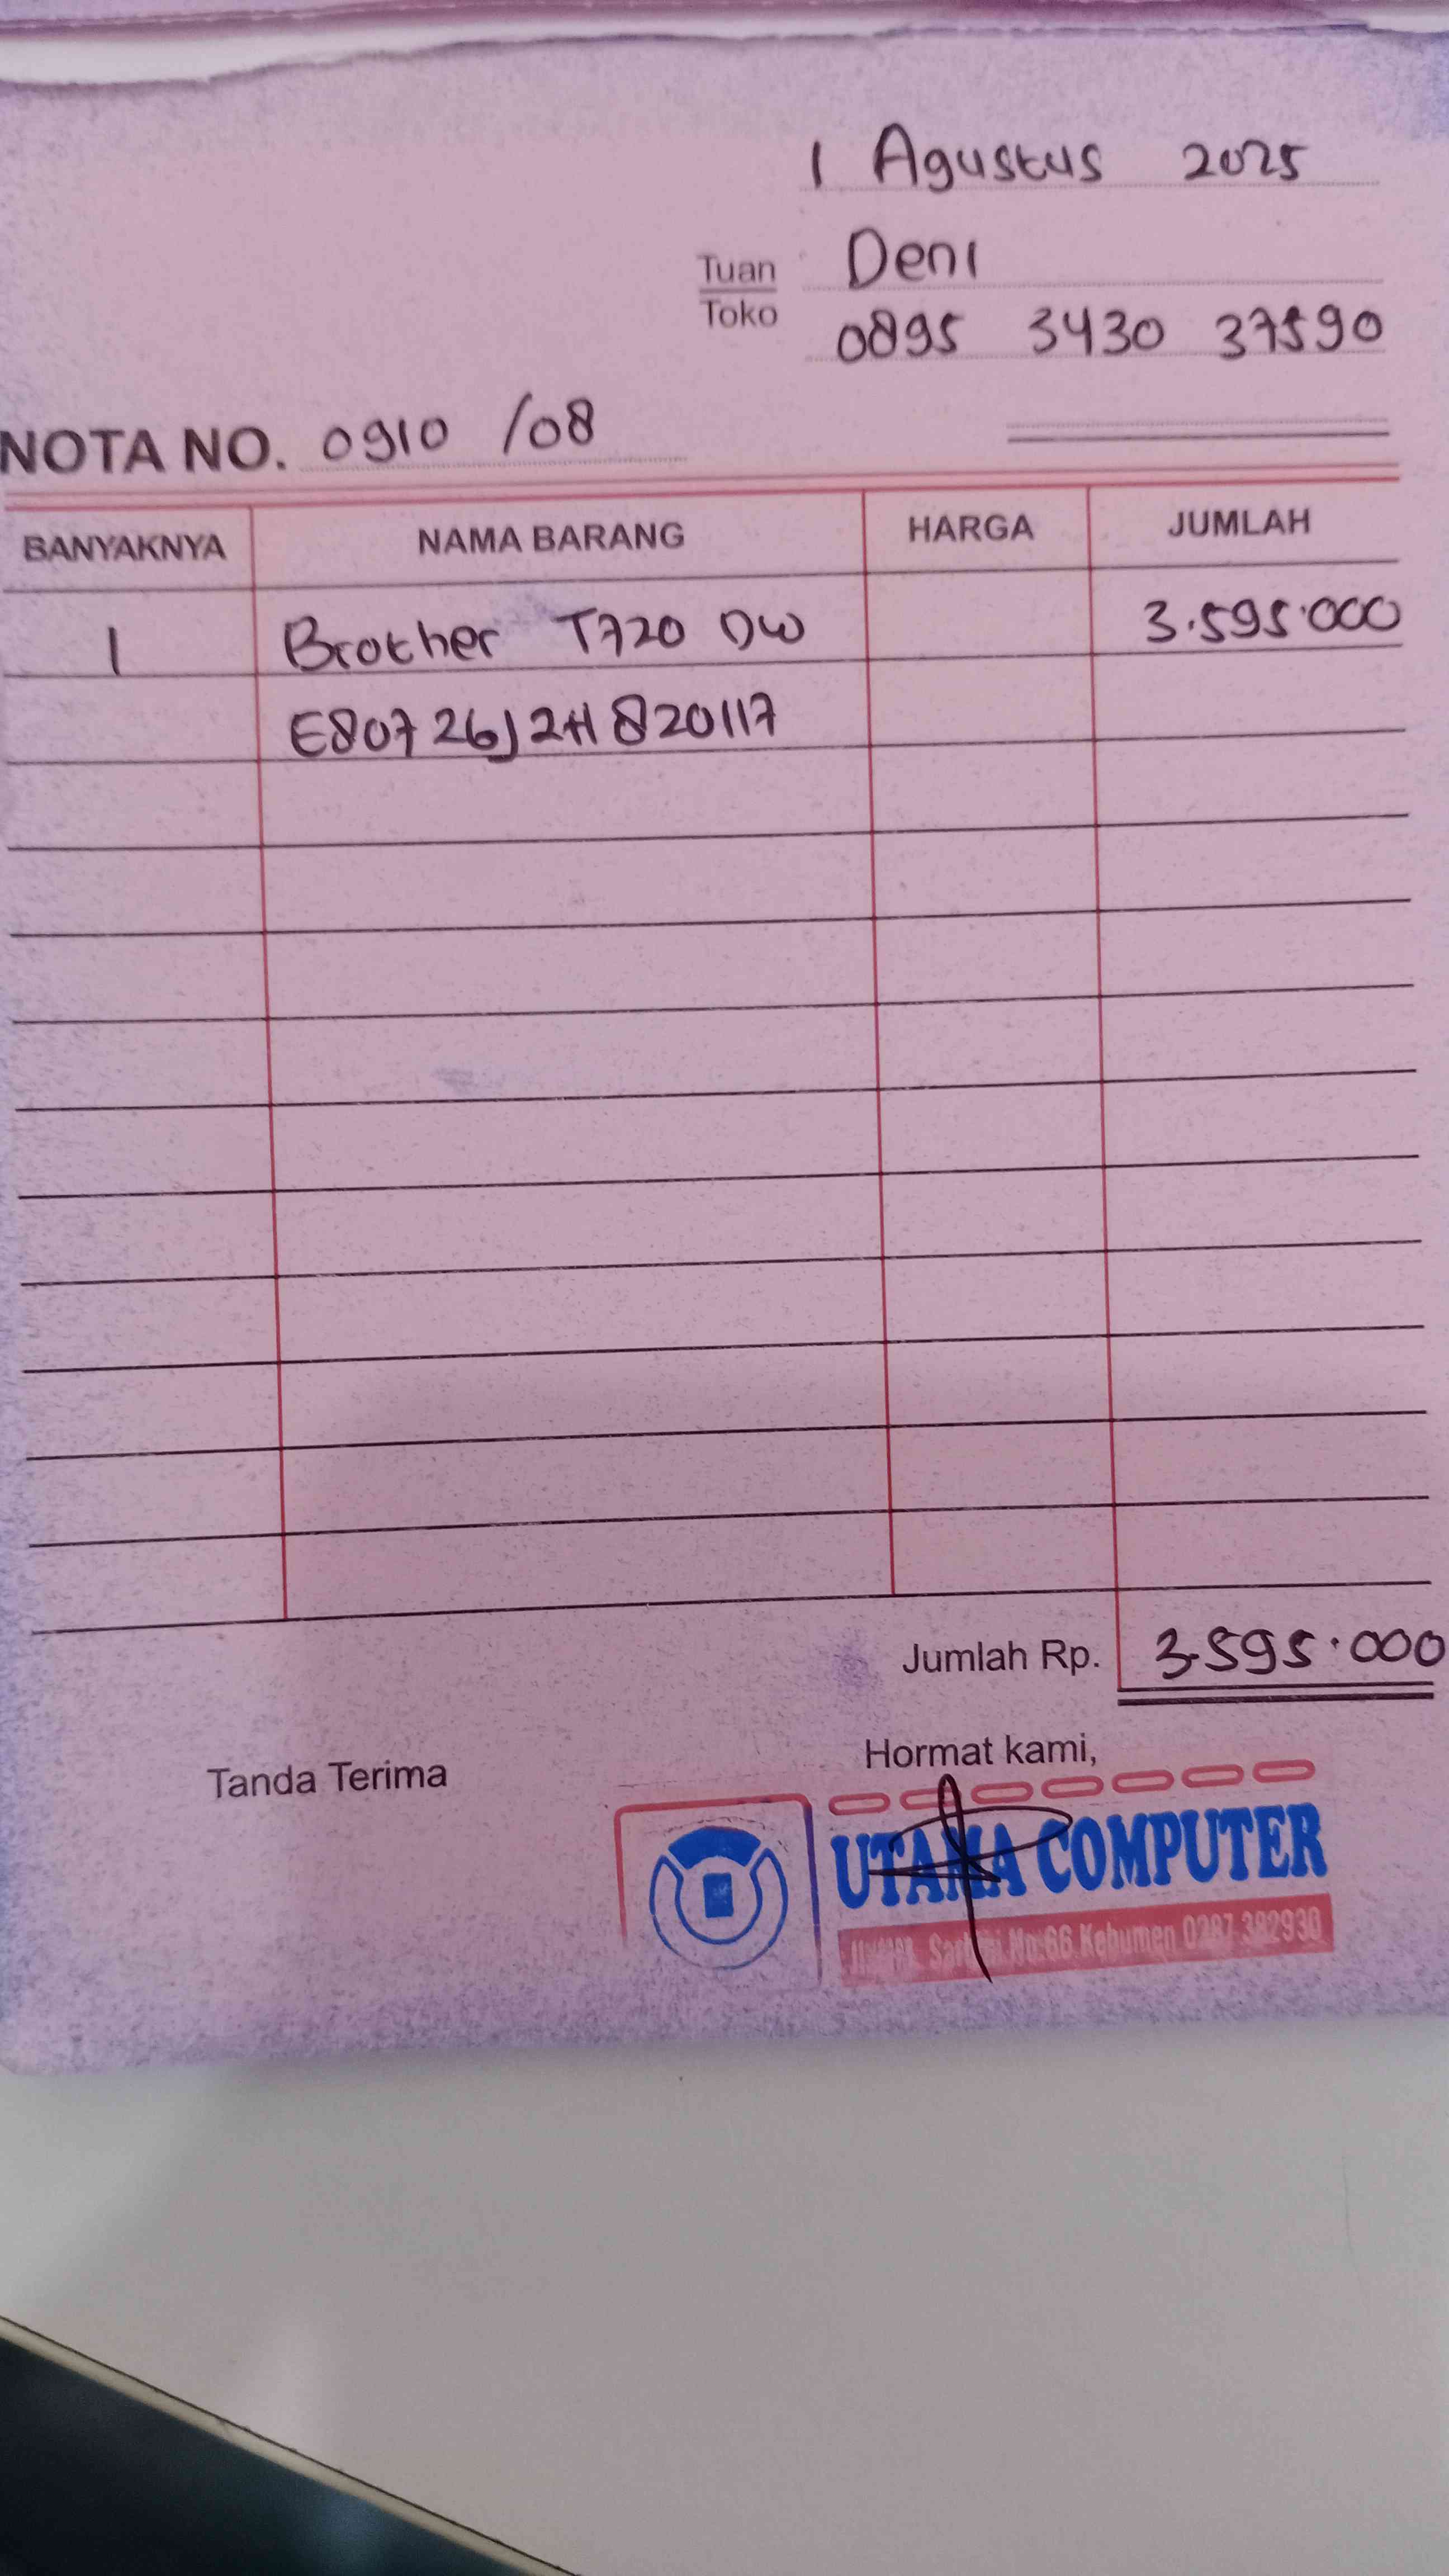 1 Agustus 2025
Tuan Deni
Toko 0895 3430 37590
NOTA NO. 0910 /08
BANYAKNYA NAMA BARANG HARGA JUMLAH
1 Brother T720 DW 3.595.000
E80726J2H820117
Jumlah Rp. 3.595.000
Tanda Terima Hormat kami,
UTAMA COMPUTER
No:66 Kebumen 0287 382930